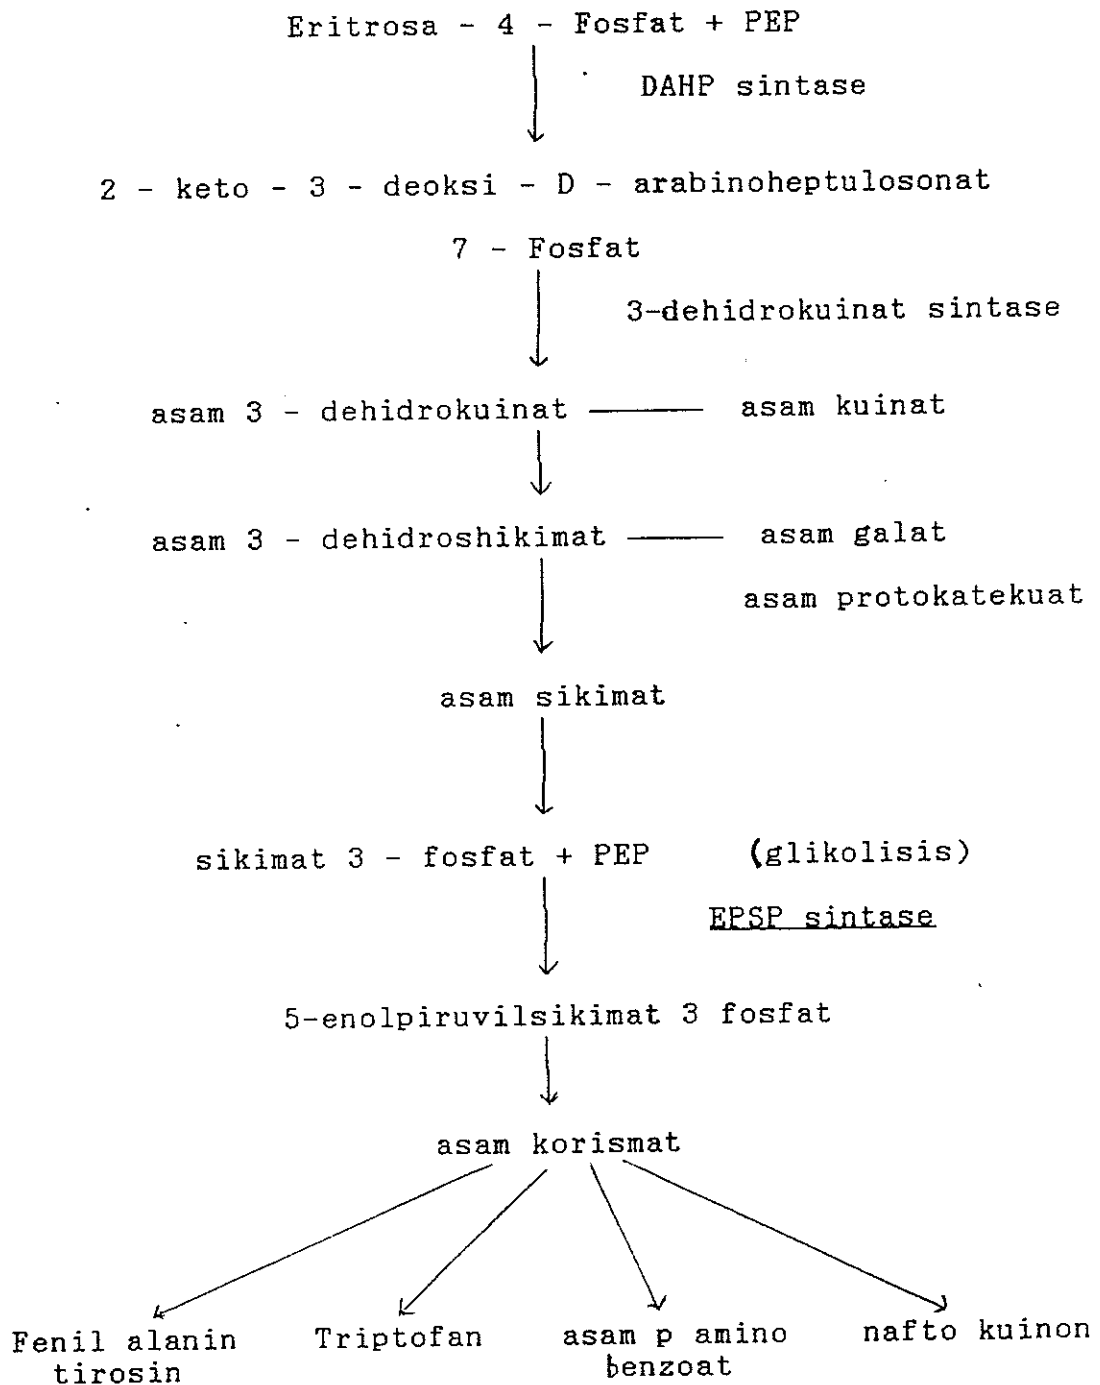 Eritrosa - 4 - Fosfat + PEP
DAHP sintase
2 - keto - 3 - deoksi - D - arabinoheptulosonat
7 - Fosfat
3-dehidrokuinat sintase
asam 3 - dehidrokuinat asam kuinat
asam 3 - dehidroshikimat asam galat
asam protokatekuat
asam sikimat
sikimat 3 - fosfat + PEP (glikolisis)
EPSP sintase
5-enolpiruvilsikimat 3 fosfat
asam korismat
Fenil alanin Triptofan asam p amino nafto kuinon
tirosin benzoat